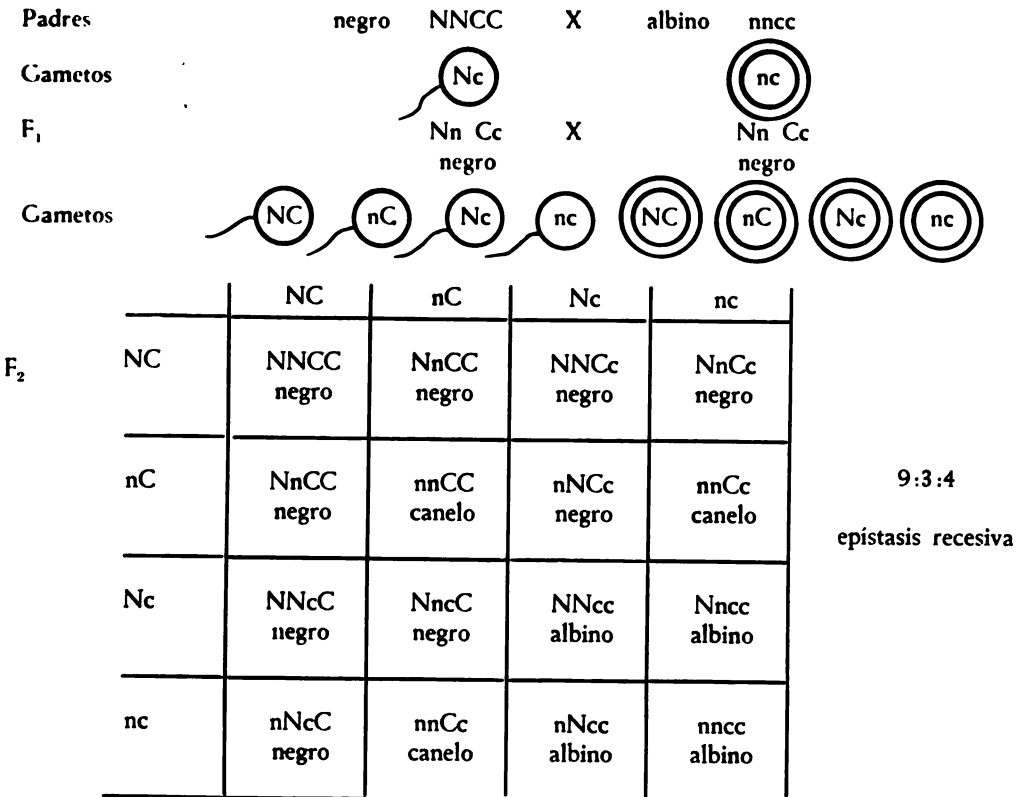 Padres negro NNCC X albino nncc
Gametos Nc nc
F₁ Nn Cc X Nn Cc
negro negro
Gametos NC nC Nc nc NC nC Nc nc
NC nC Nc nc
F₂ NC NNCC NnCC NNCc NnCc
negro negro negro negro
nC NnCC nnCC nNCc nnCc 9:3:4
negro canelo negro canelo
epístasis recesiva
Nc NNcC NncC NNcc Nncc
negro negro albino albino
nc nNcC nnCc nNcc nncc
negro canelo albino albino